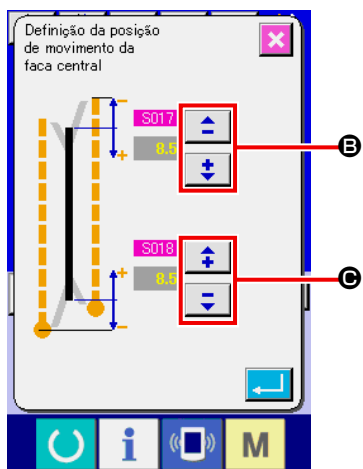 Definição da posição
de movimento da
faca central
S017
8.5
B
S018
8.5
C
M